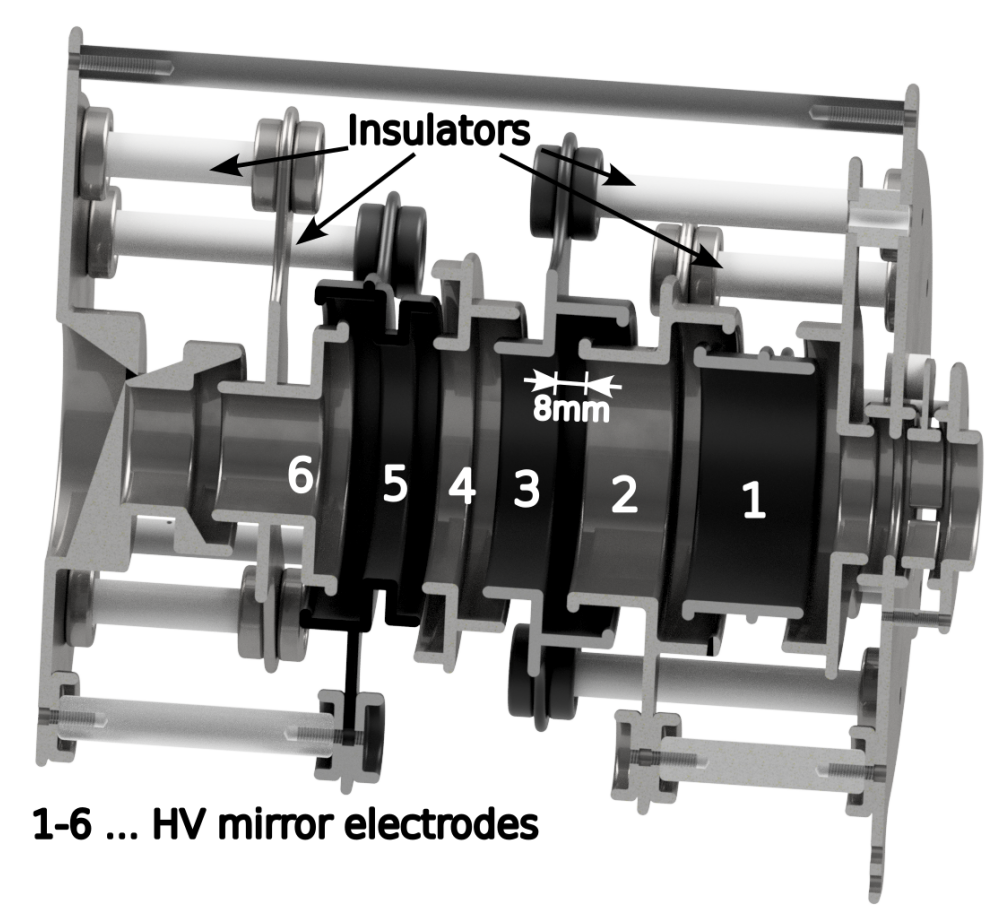 Insulators
8mm
6 5 4 3 2 1
1-6 ... HV mirror electrodes